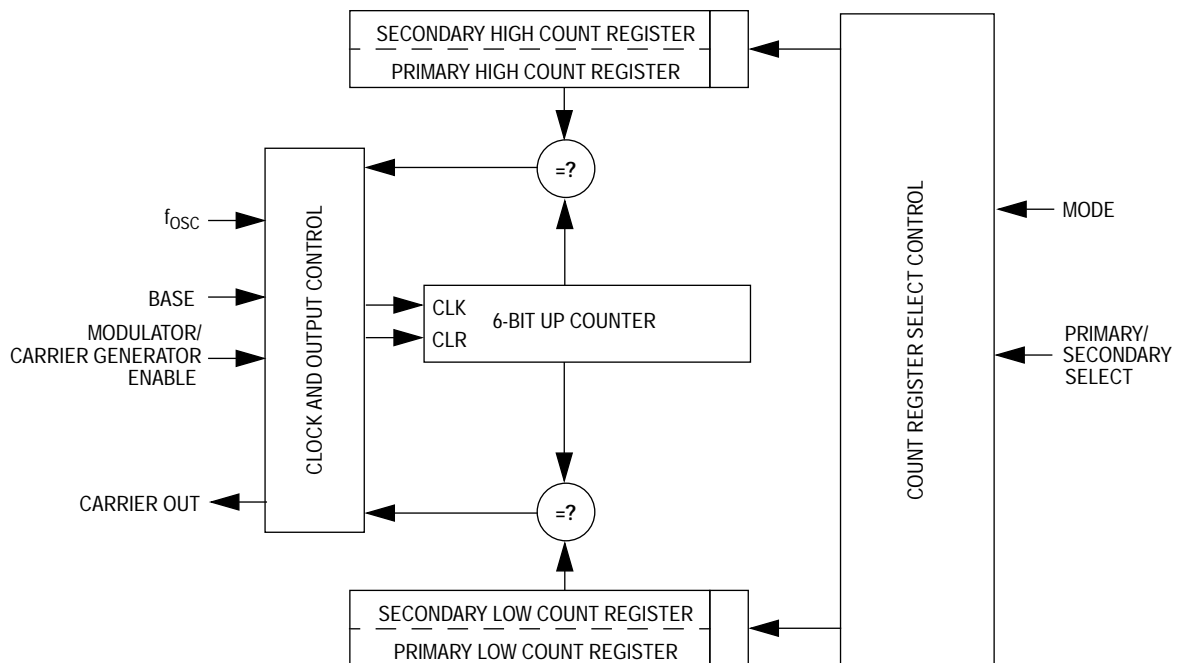 SECONDARY HIGH COUNT REGISTER
PRIMARY HIGH COUNT REGISTER
=?
CLOCK AND OUTPUT CONTROL
fOSC
BASE
MODULATOR/
CARRIER GENERATOR
ENABLE
CARRIER OUT
CLK
CLR
6-BIT UP COUNTER
COUNT REGISTER SELECT CONTROL
MODE
PRIMARY/
SECONDARY
SELECT
=?
SECONDARY LOW COUNT REGISTER
PRIMARY LOW COUNT REGISTER